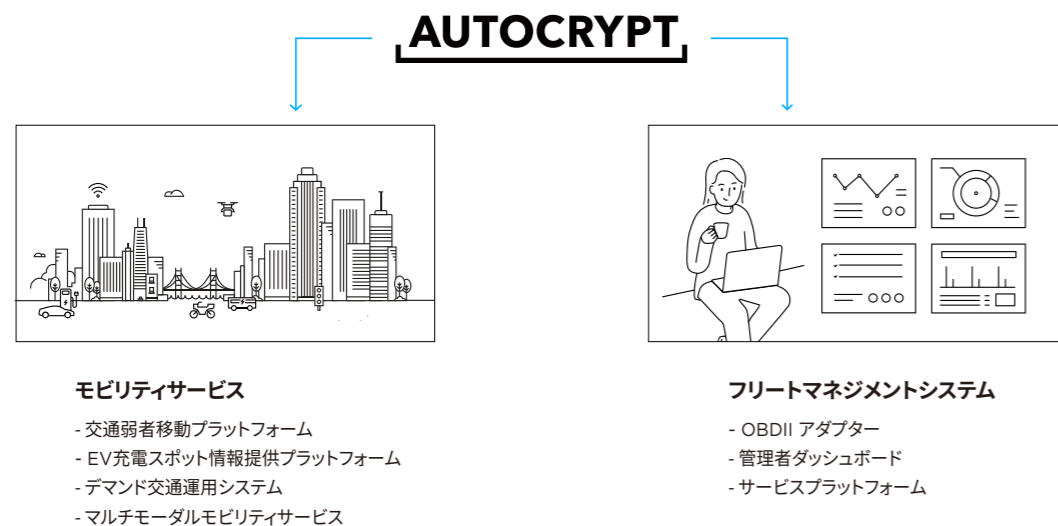 AUTOCRYPT
モビリティサービス
- 交通弱者移動プラットフォーム
- EV充電スポット情報提供プラットフォーム
- デマンド交通運用システム
- マルチモーダルモビリティサービス
フリートマネジメントシステム
- OBDII アダプター
- 管理者ダッシュボード
- サービスプラットフォーム